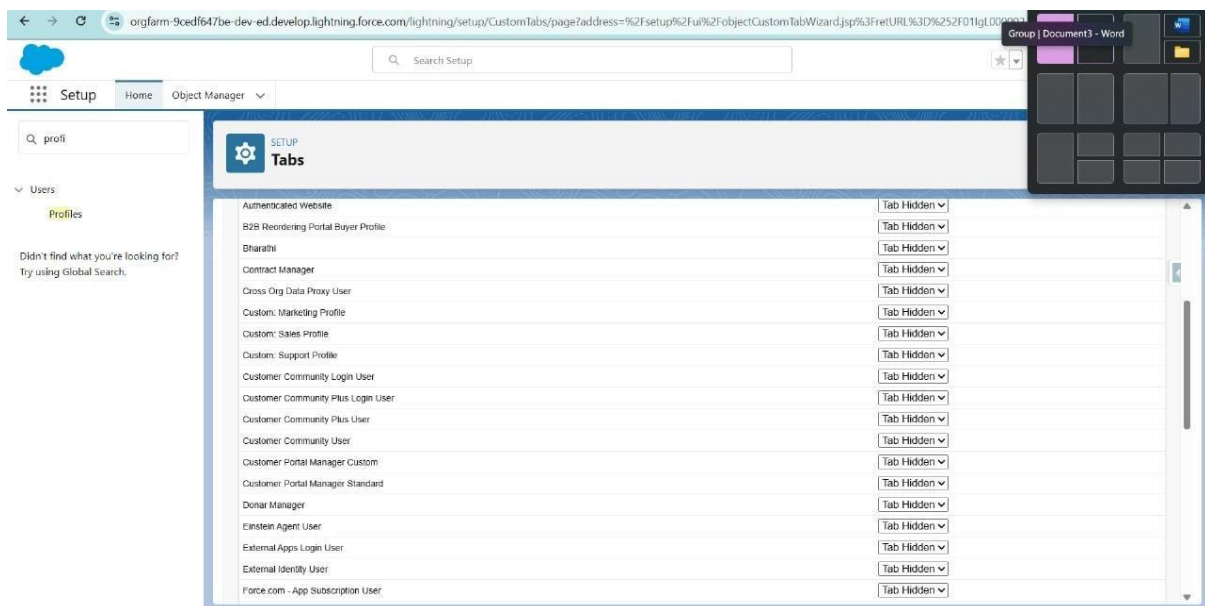 orgfarm-9cedf647be-dev-ed.develop.lightning.force.com/lightning/setup/CustomTabs/page?address=%2Fsetup%2Fui%2FobjectCustomTabWizard.jsp%3FretURL%3D%252F01IgL000002
Group | Document3 - Word
Search Setup
Setup Home Object Manager
profi
SETUP
Tabs
Users
Profiles
Didn't find what you're looking for?
Try using Global Search.
Authenticated Website Tab Hidden
B2B Reordering Portal Buyer Profile Tab Hidden
Bharathi Tab Hidden
Contract Manager Tab Hidden
Cross Org Data Proxy User Tab Hidden
Custom: Marketing Profile Tab Hidden
Custom: Sales Profile Tab Hidden
Custom: Support Profile Tab Hidden
Customer Community Login User Tab Hidden
Customer Community Plus Login User Tab Hidden
Customer Community Plus User Tab Hidden
Customer Community User Tab Hidden
Customer Portal Manager Custom Tab Hidden
Customer Portal Manager Standard Tab Hidden
Donar Manager Tab Hidden
Einstein Agent User Tab Hidden
External Apps Login User Tab Hidden
External Identity User Tab Hidden
Force.com - App Subscription User Tab Hidden